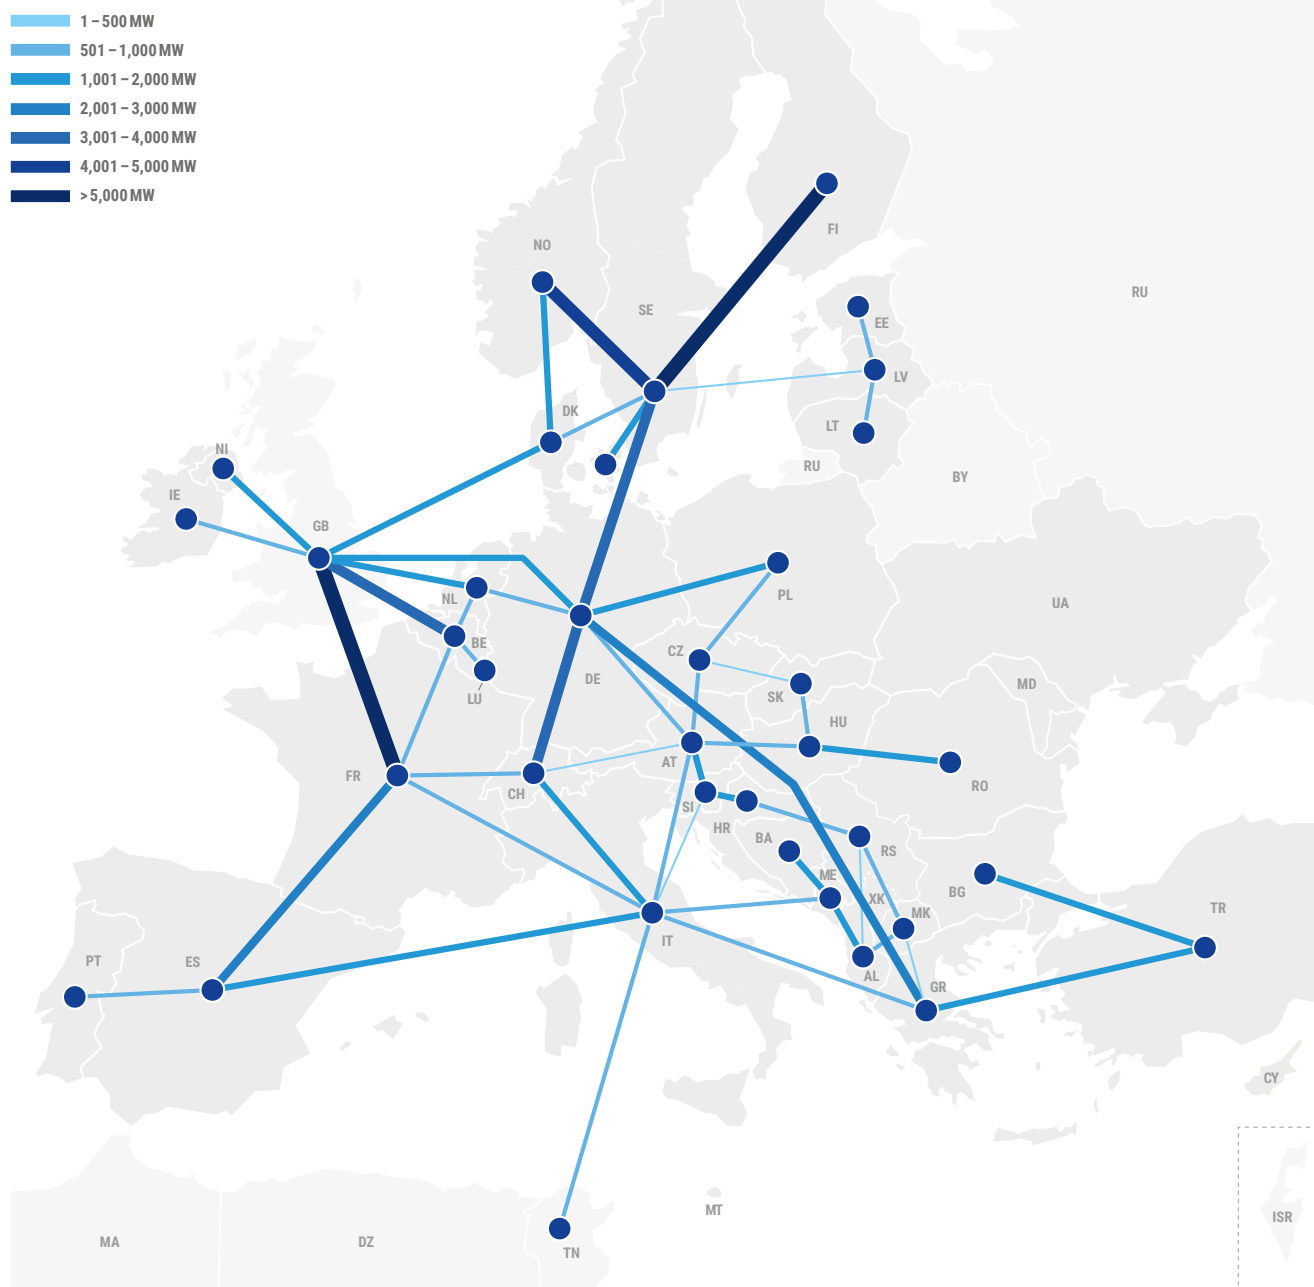 1 – 500 MW
501 – 1,000 MW
1,001 – 2,000 MW
2,001 – 3,000 MW
3,001 – 4,000 MW
4,001 – 5,000 MW
> 5,000 MW
FI
NO
RU
SE
EE
LV
DK
LT
NI
RU
BY
IE
GB
PL
NL
UA
BE
CZ
DE
MD
SK
LU
HU
AT
FR
RO
CH
SI
HR
BA
RS
ME
BG
XK
TR
MK
IT
PT
ES
AL
GR
CY
MT
ISR
MA
DZ
TN